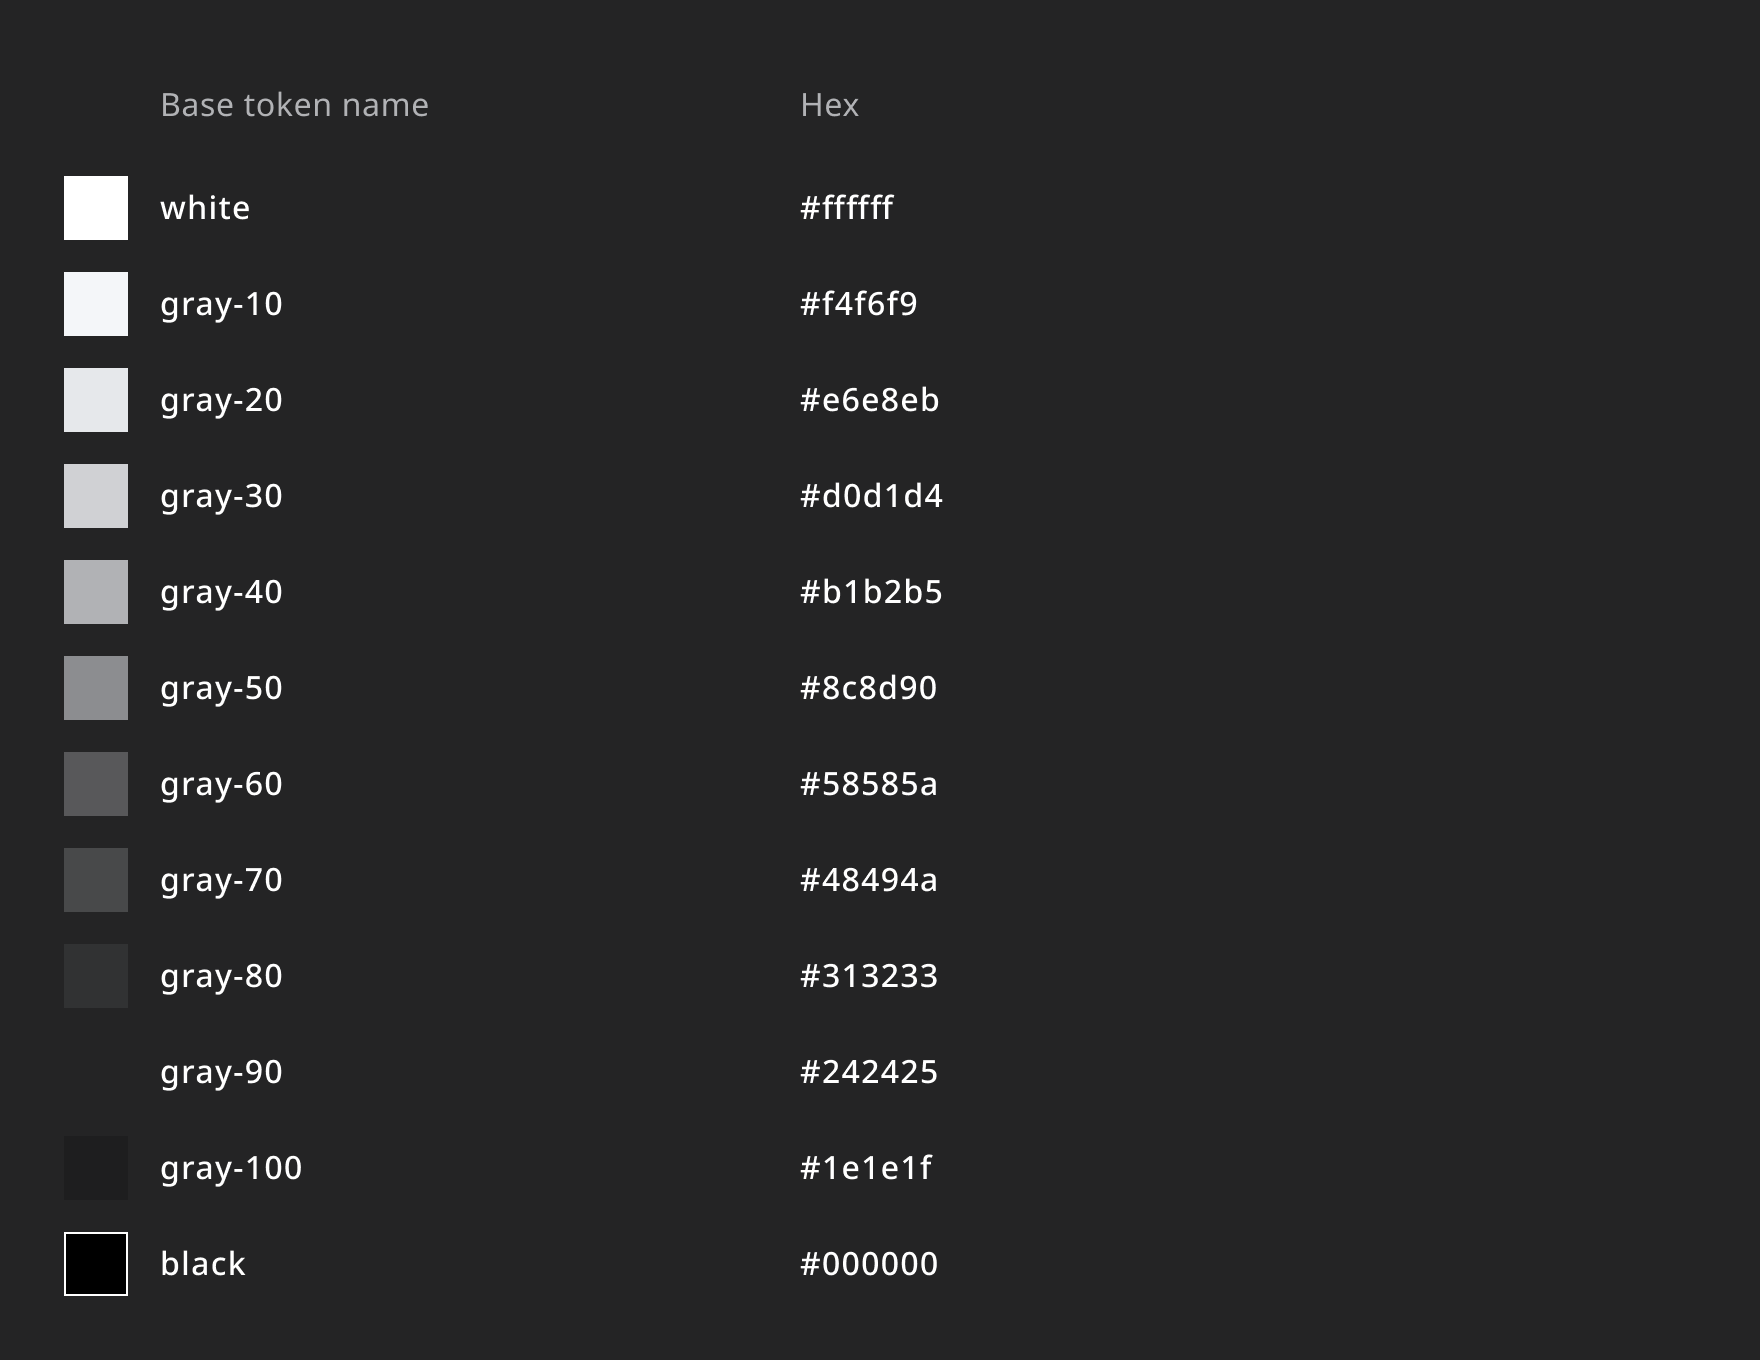 Base token name Hex
white #ffffff
gray-10 #f4f6f9
gray-20 #e6e8eb
gray-30 #d0d1d4
gray-40 #b1b2b5
gray-50 #8c8d90
gray-60 #58585a
gray-70 #48494a
gray-80 #313233
gray-90 #242425
gray-100 #1e1e1f
black #000000